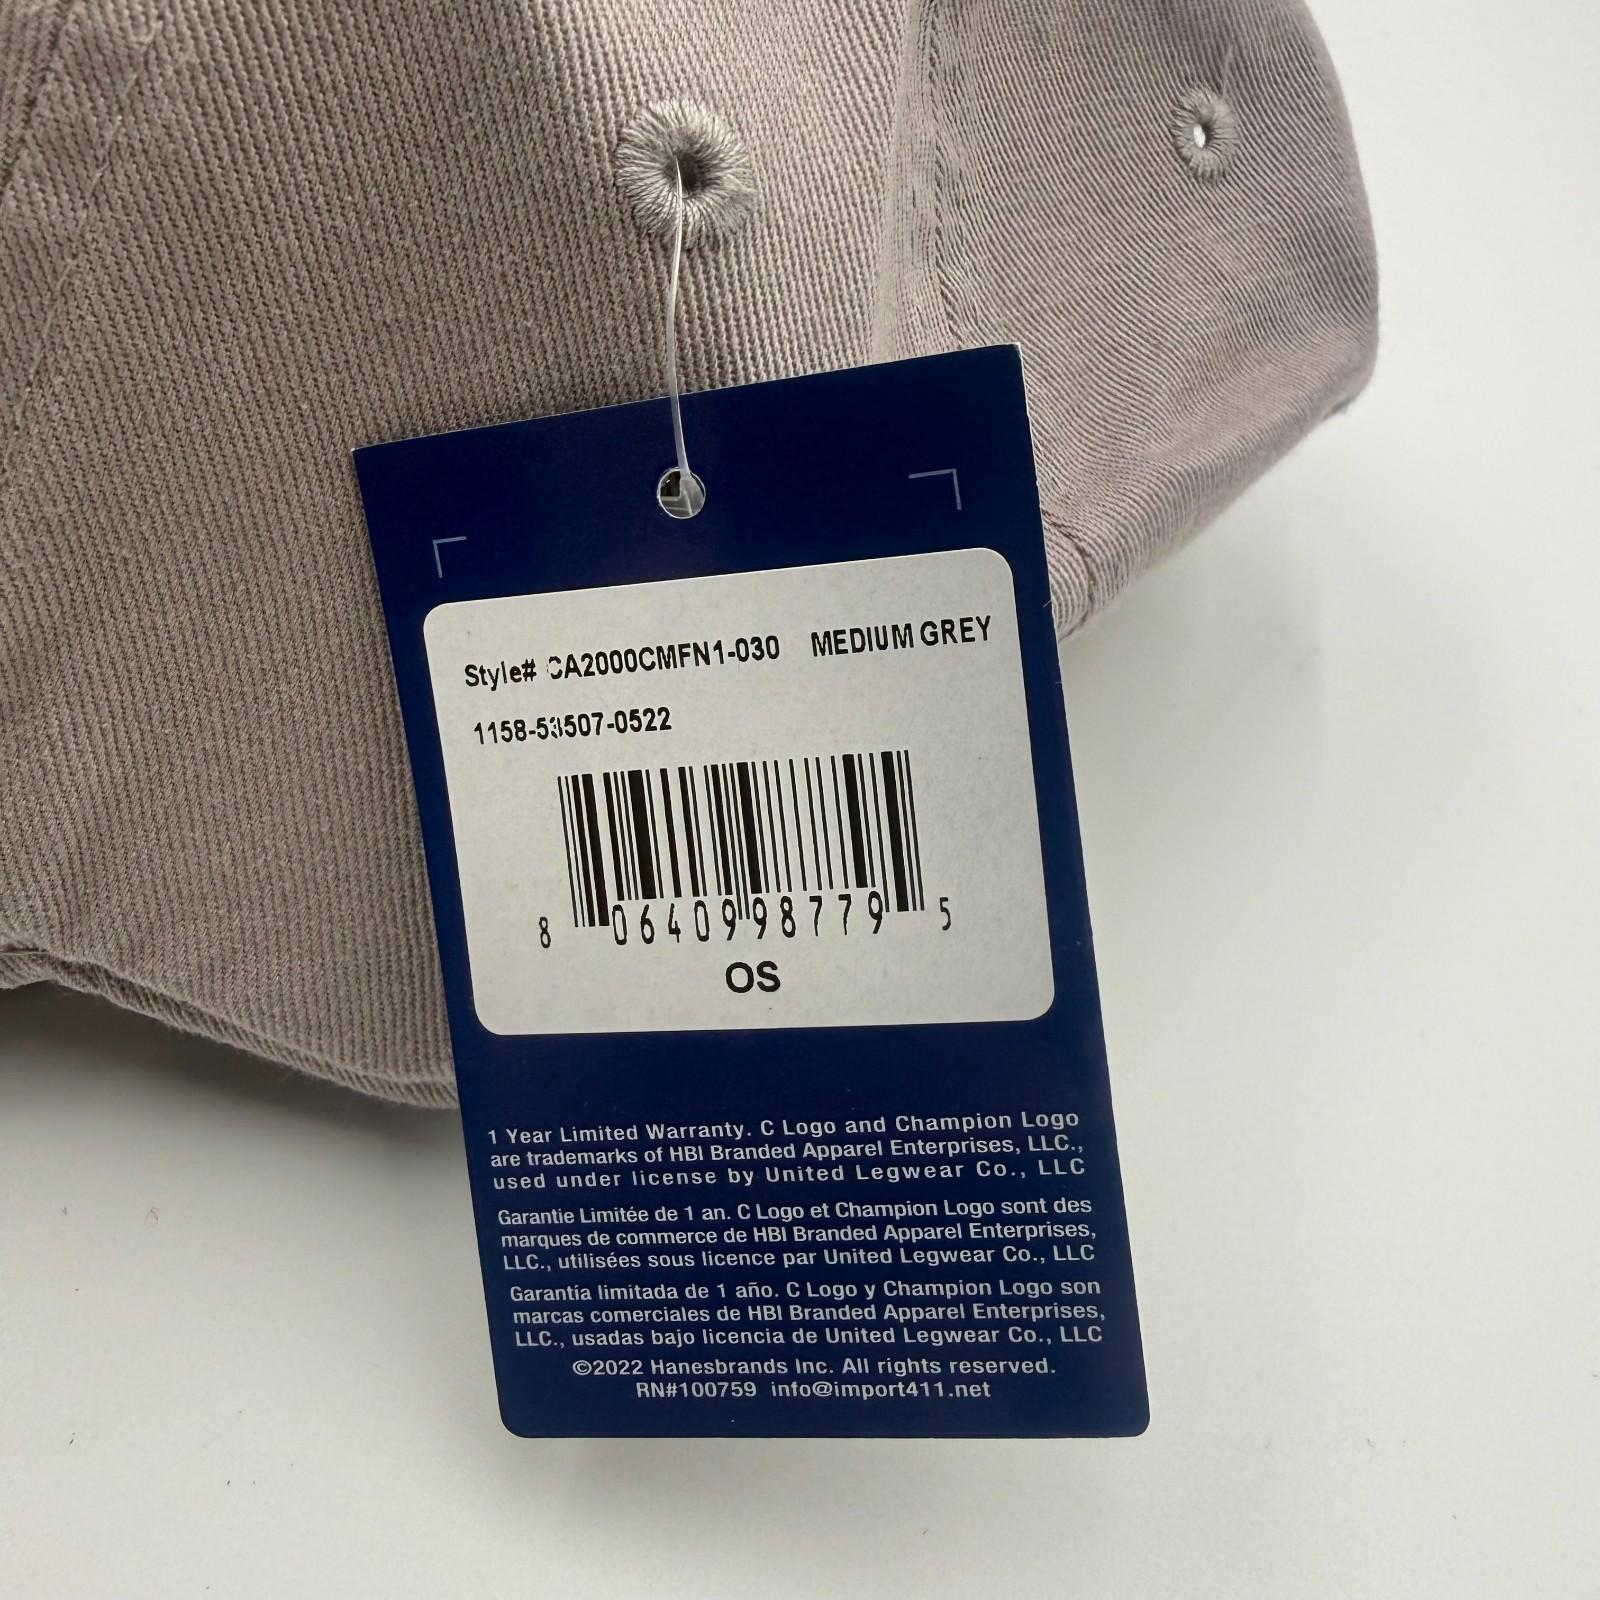 Style# CA2000CMFN1-030 MEDIUM GREY
1158-53507-0522
8 06409 98779 5
OS
1 Year Limited Warranty. C Logo and Champion Logo
are trademarks of HBI Branded Apparel Enterprises, LLC.,
used under license by United Legwear Co., LLC
Garantie Limitée de 1 an. C Logo et Champion Logo sont des
marques de commerce de HBI Branded Apparel Enterprises,
LLC., utilisées sous licence par United Legwear Co., LLC
Garantía limitada de 1 año. C Logo y Champion Logo son
marcas comerciales de HBI Branded Apparel Enterprises,
LLC., usadas bajo licencia de United Legwear Co., LLC
©2022 Hanesbrands Inc. All rights reserved.
RN#100759 info@import411.net